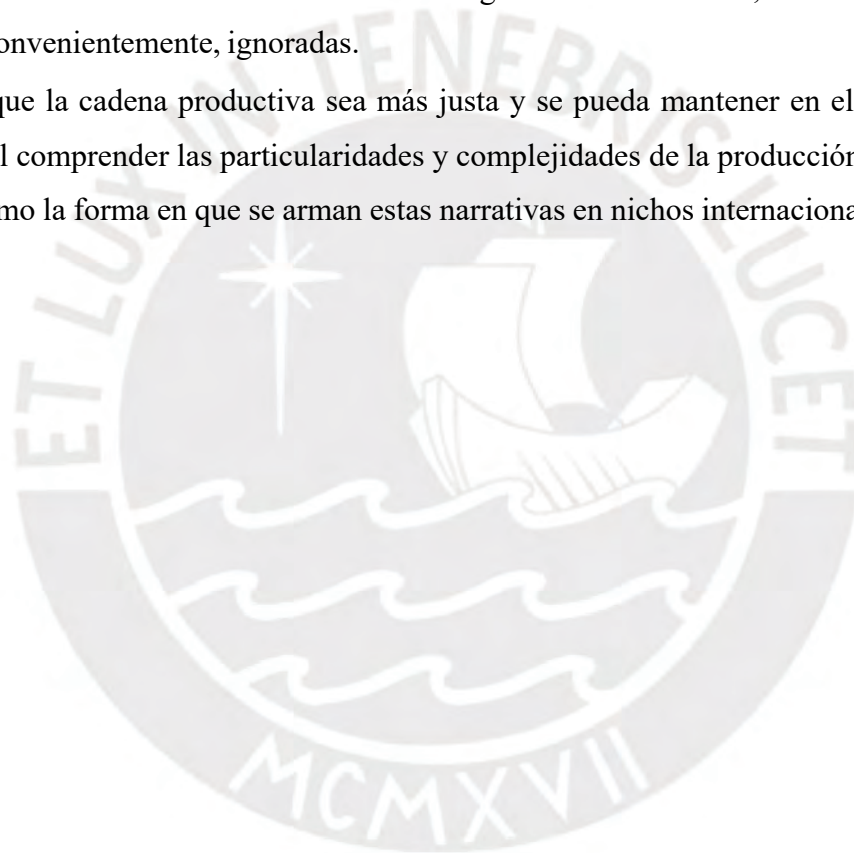 onvenientemente, ignoradas.
que la cadena productiva sea más justa y se pueda mantener en el
l comprender las particularidades y complejidades de la producción
mo la forma en que se arman estas narrativas en nichos internaciona
ET LUX IN TENEBRIS LUCET
MCMXVII